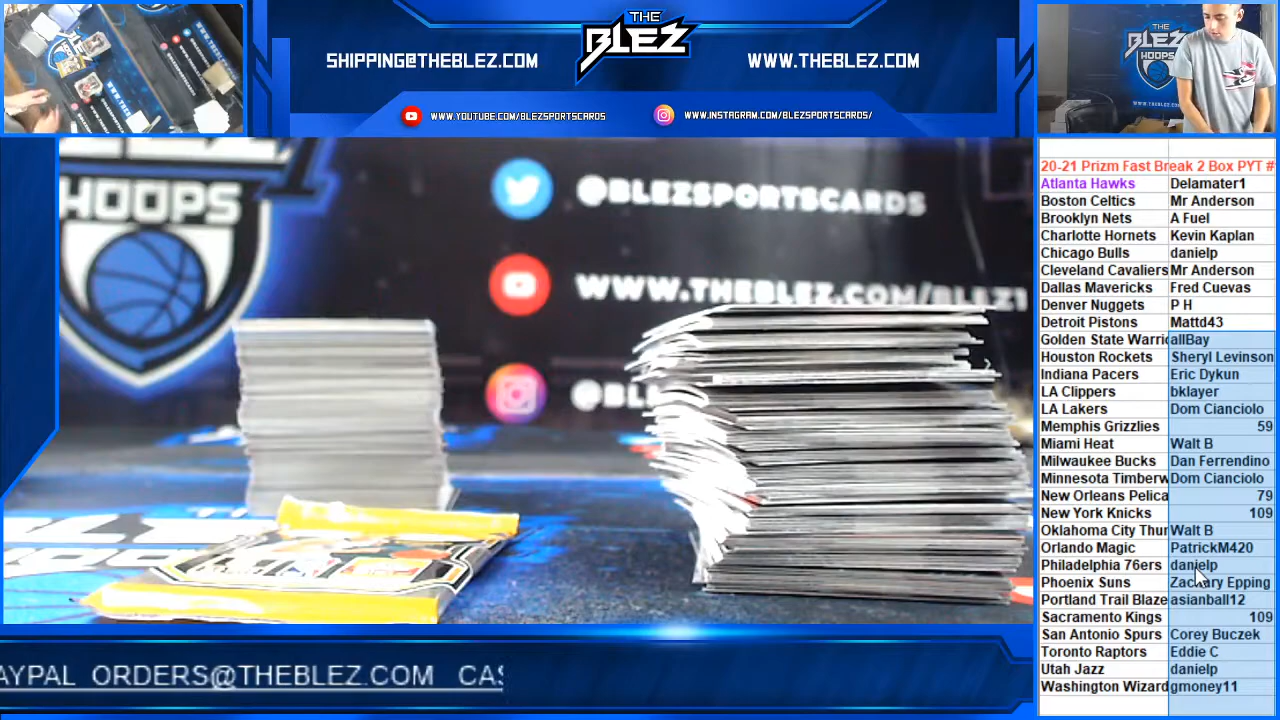 THE
BLEZ
SHIPPING@THEBLEZ.COM
WWW.THEBLEZ.COM
WWW.YOUTUBE.COM/BLEZSPORTSCARDS
WWW.INSTAGRAM.COM/BLEZSPORTSCARDS/
HOOPS
@BLEZSPORTSCARDS
WWW.THEBLEZ.COM/BLEZ1
@BL
20-21 Prizm Fast Break 2 Box PYT #
Atlanta Hawks Delamater1
Boston Celtics Mr Anderson
Brooklyn Nets A Fuel
Charlotte Hornets Kevin Kaplan
Chicago Bulls danielp
Cleveland Cavaliers Mr Anderson
Dallas Mavericks Fred Cuevas
Denver Nuggets P H
Detroit Pistons Mattd43
Golden State Warri allBay
Houston Rockets Sheryl Levinson
Indiana Pacers Eric Dykun
LA Clippers bklayer
LA Lakers Dom Cianciolo
Memphis Grizzlies 59
Miami Heat Walt B
Milwaukee Bucks Dan Ferrendino
Minnesota Timberw Dom Cianciolo
New Orleans Pelica 79
New York Knicks 109
Oklahoma City Thun Walt B
Orlando Magic PatrickM420
Philadelphia 76ers danielp
Phoenix Suns Zachary Epping
Portland Trail Blaze asianball12
Sacramento Kings 109
San Antonio Spurs Corey Buczek
Toronto Raptors Eddie C
Utah Jazz danielp
Washington Wizard gmoney11
AYPAL ORDERS@THEBLEZ.COM CAS